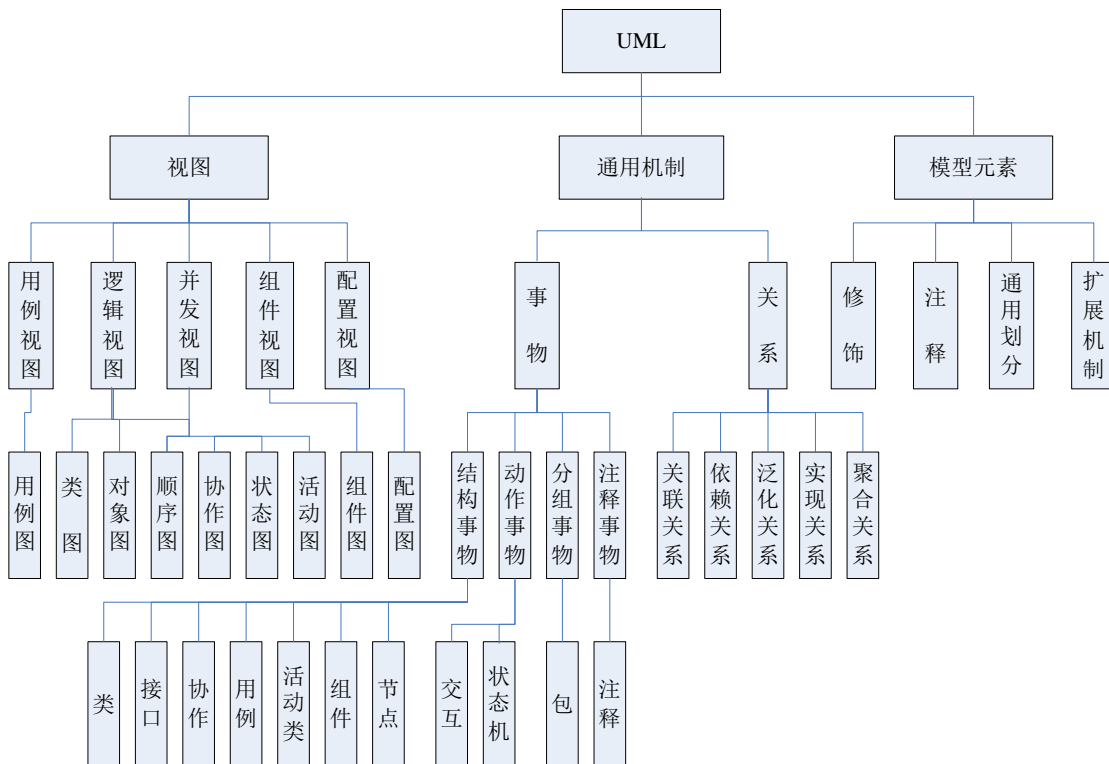 UML
视图
通用机制
模型元素
用例视图
逻辑视图
并发视图
组件视图
配置视图
事物
关系
修饰
注释
通用划分
扩展机制
用例图
类图
对象图
顺序图
协作图
状态图
活动图
组件图
配置图
结构事物
动作事物
分组事物
注释事物
关联关系
依赖关系
泛化关系
实现关系
聚合关系
类
接口
协作
用例
活动类
组件
节点
交互
状态机
包
注释